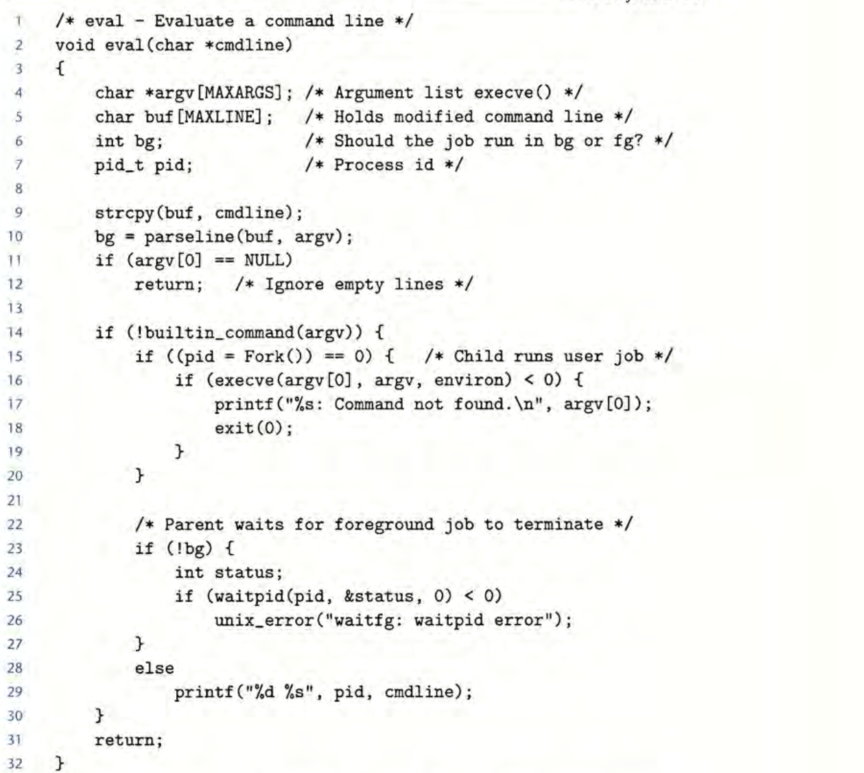 1 /* eval - Evaluate a command line */
2 void eval(char *cmdline)
3 {
4     char *argv[MAXARGS]; /* Argument list execve() */
5     char buf[MAXLINE];   /* Holds modified command line */
6     int bg;              /* Should the job run in bg or fg? */
7     pid_t pid;           /* Process id */
8
9     strcpy(buf, cmdline);
10     bg = parseline(buf, argv);
11     if (argv[0] == NULL)
12         return;   /* Ignore empty lines */
13
14     if (!builtin_command(argv)) {
15         if ((pid = Fork()) == 0) {   /* Child runs user job */
16             if (execve(argv[0], argv, environ) < 0) {
17                 printf("%s: Command not found.\n", argv[0]);
18                 exit(0);
19             }
20         }
21
22         /* Parent waits for foreground job to terminate */
23         if (!bg) {
24             int status;
25             if (waitpid(pid, &status, 0) < 0)
26                 unix_error("waitfg: waitpid error");
27         }
28         else
29             printf("%d %s", pid, cmdline);
30     }
31     return;
32 }